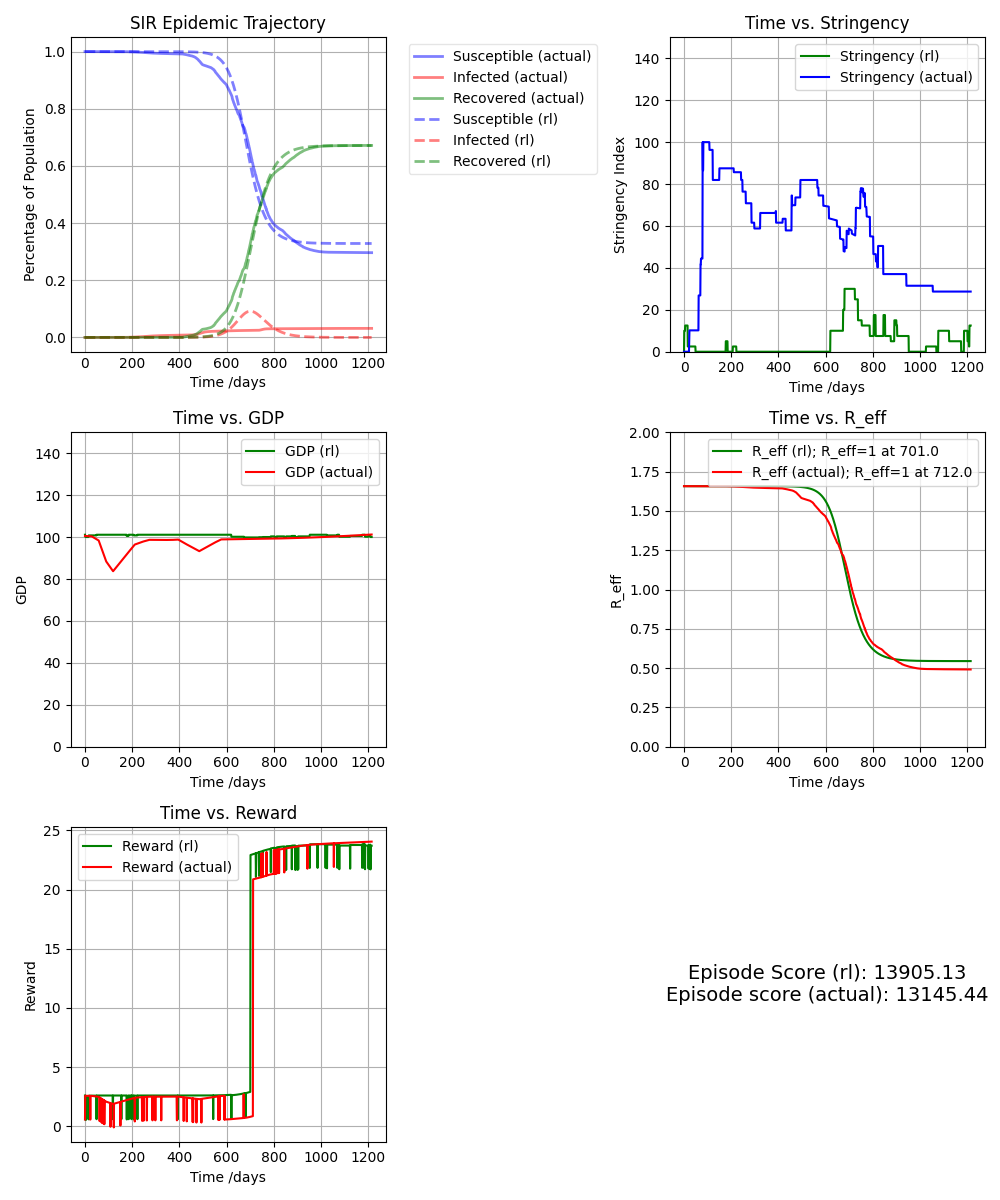 SIR Epidemic Trajectory
1.0
0.8
0.6
0.4
0.2
0.0
Percentage of Population
0 200 400 600 800 1000 1200
Time /days
Susceptible (actual)
Infected (actual)
Recovered (actual)
Susceptible (rl)
Infected (rl)
Recovered (rl)
Time vs. Stringency
140
120
100
80
60
40
20
0
Stringency Index
Stringency (rl)
Stringency (actual)
0 200 400 600 800 1000 1200
Time /days
Time vs. GDP
140
120
100
80
60
40
20
0
GDP
GDP (rl)
GDP (actual)
0 200 400 600 800 1000 1200
Time /days
Time vs. R_eff
2.00
1.75
1.50
1.25
1.00
0.75
0.50
0.25
0.00
R_eff
R_eff (rl); R_eff=1 at 701.0
R_eff (actual); R_eff=1 at 712.0
0 200 400 600 800 1000 1200
Time /days
Time vs. Reward
25
20
15
10
5
0
Reward
Reward (rl)
Reward (actual)
0 200 400 600 800 1000 1200
Time /days
Episode Score (rl): 13905.13
Episode score (actual): 13145.44